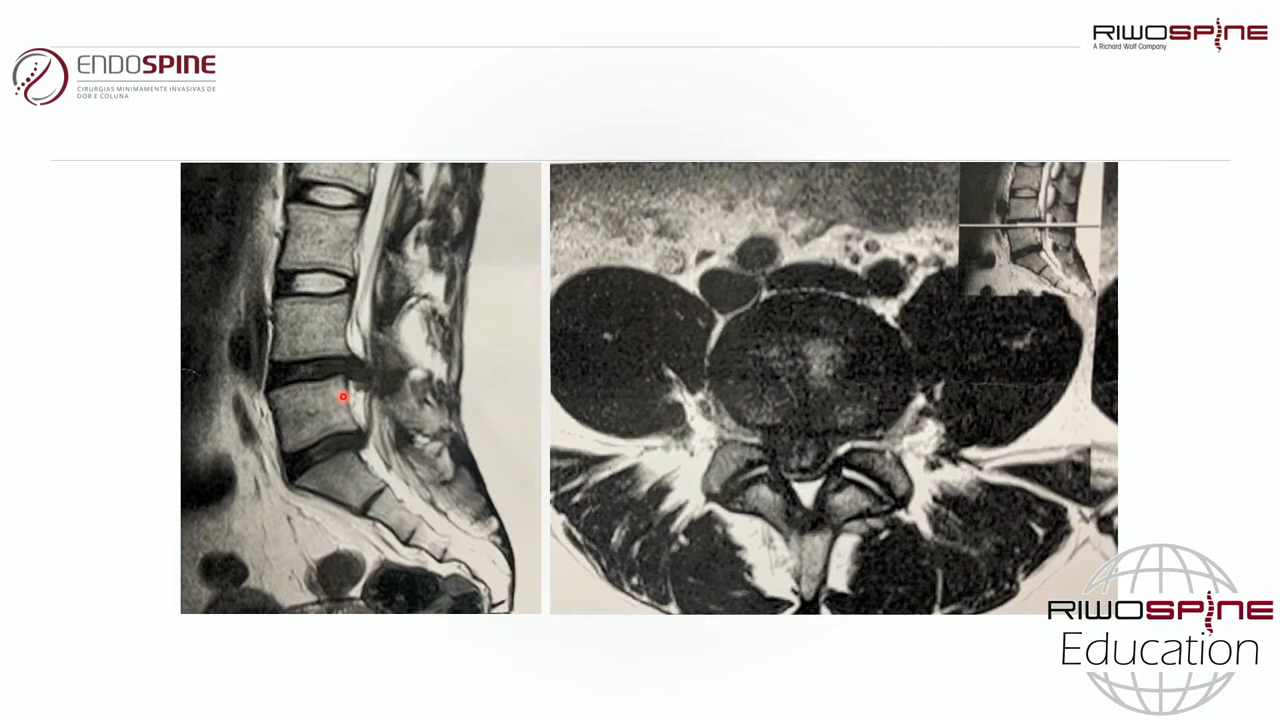 ENDOSPINE
CIRURGIAS MINIMAMENTE INVASIVAS DE
DOR E COLUNA
RIWOSPINE
A Richard Wolf Company
RIWOSPINE
Education